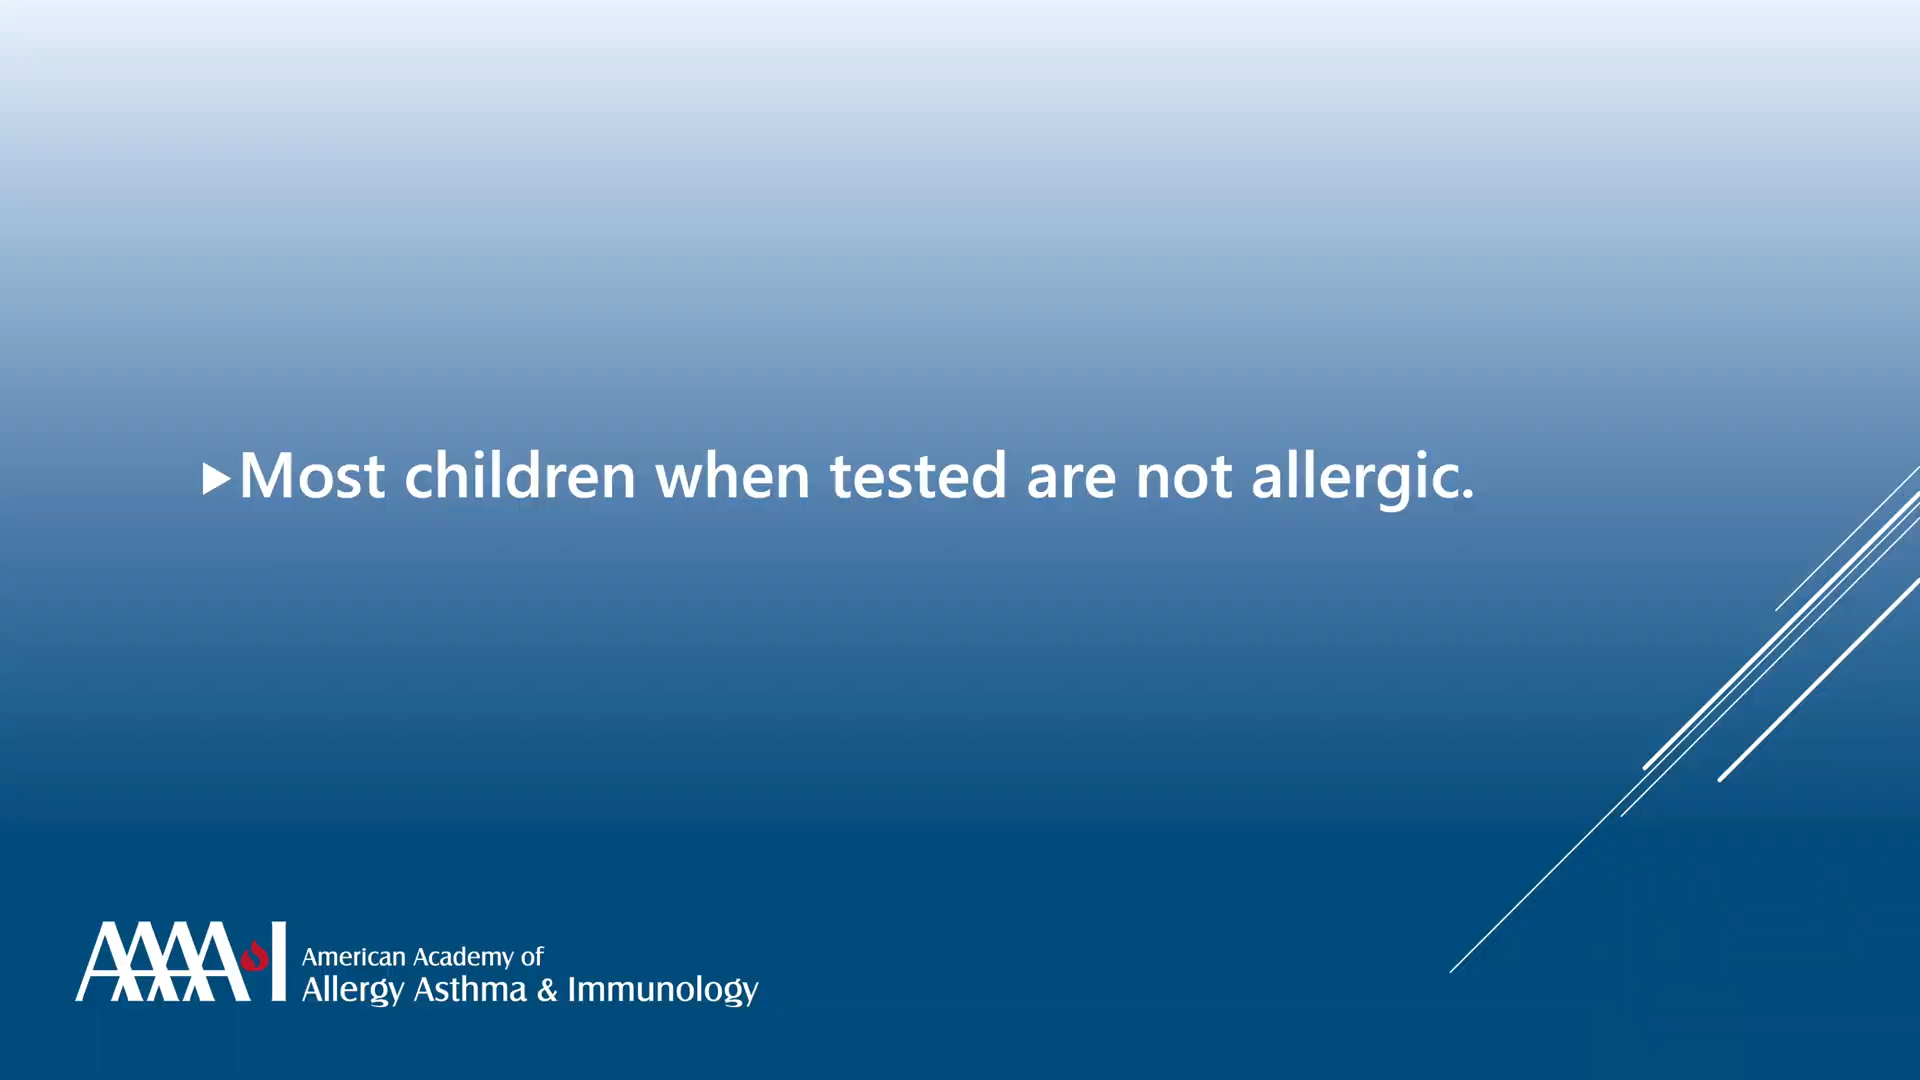 Most children when tested are not allergic.
AAAAI
American Academy of
Allergy Asthma & Immunology